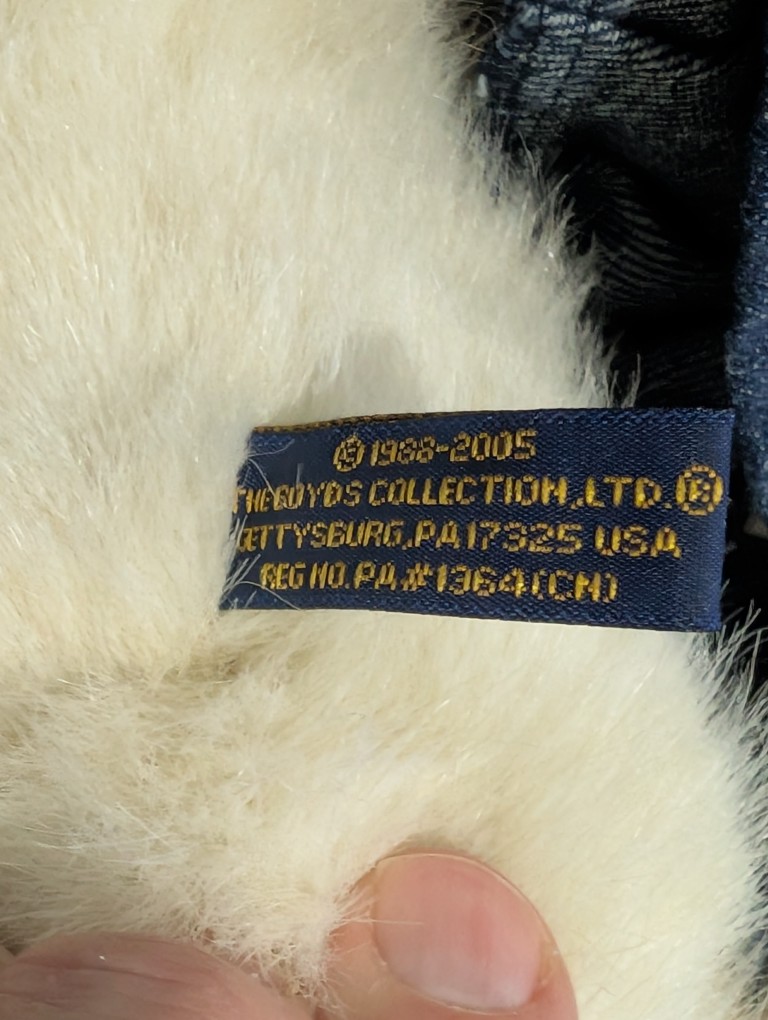 © 1988-2005
THE BOYDS COLLECTION, LTD.®
GETTYSBURG, PA 17325 USA
REG NO. PA#1364(CN)